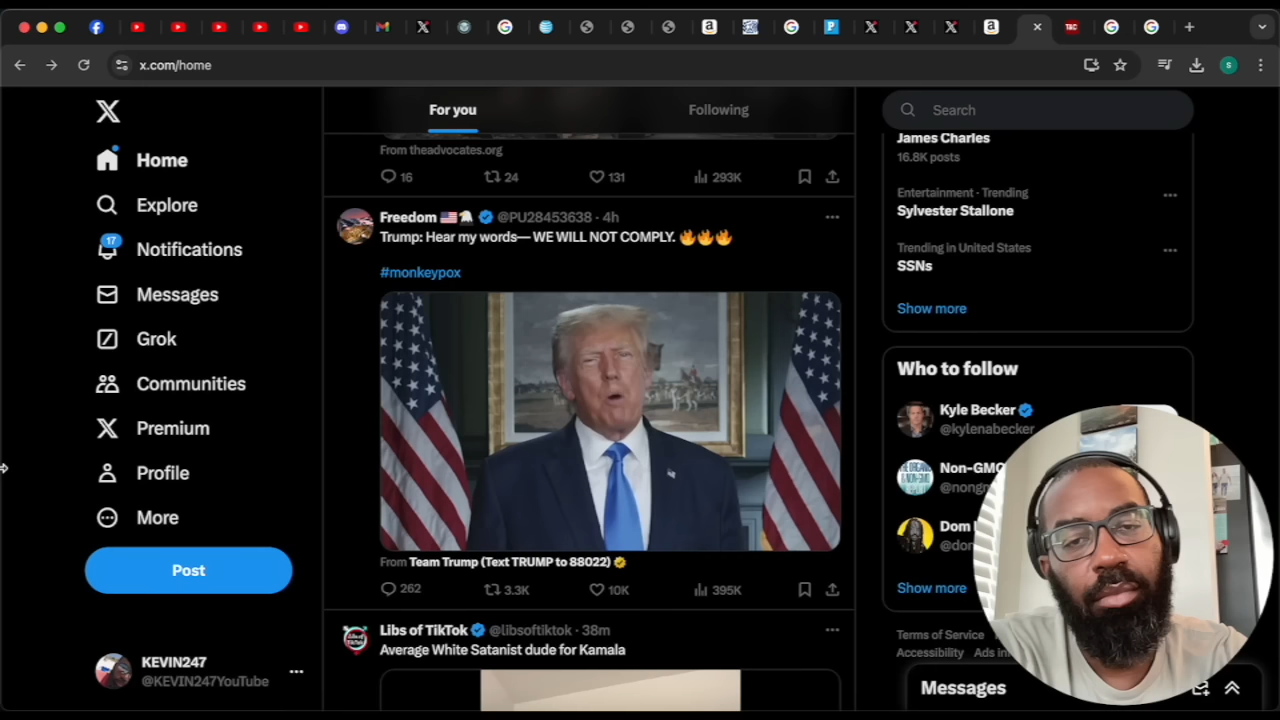 x.com/home
s
Home
Explore
17
Notifications
Messages
Grok
Communities
Premium
Profile
More
Post
KEVIN247
@KEVIN247YouTube
For you
Following
From theadvocates.org
16
24
131
293K
Freedom @PU28453638 · 4h
Trump: Hear my words— WE WILL NOT COMPLY. 🔥🔥🔥
#monkeypox
From Team Trump (Text TRUMP to 88022)
262
3.3K
10K
395K
Libs of TikTok @libsoftiktok · 38m
Average White Satanist dude for Kamala
Search
James Charles
16.8K posts
Entertainment · Trending
Sylvester Stallone
Trending in United States
SSNs
Show more
Who to follow
Kyle Becker
@kylenabecker
Non-GMO
Dom
Show more
Terms of Service
Accessibility Ads
Messages